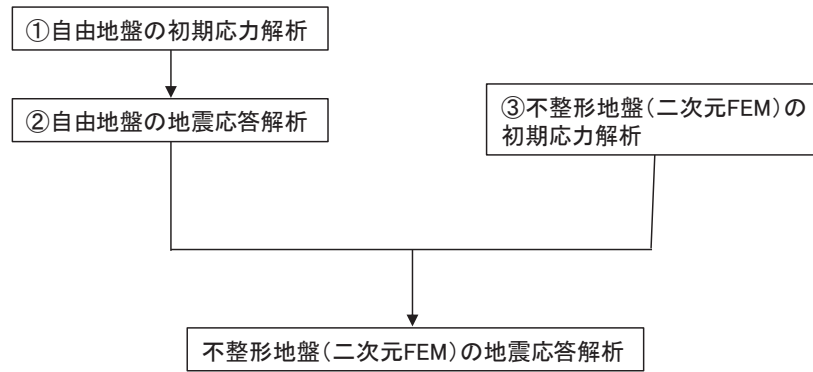 ①自由地盤の初期応力解析
②自由地盤の地震応答解析
③不整形地盤(二次元FEM)の
初期応力解析
不整形地盤(二次元FEM)の地震応答解析